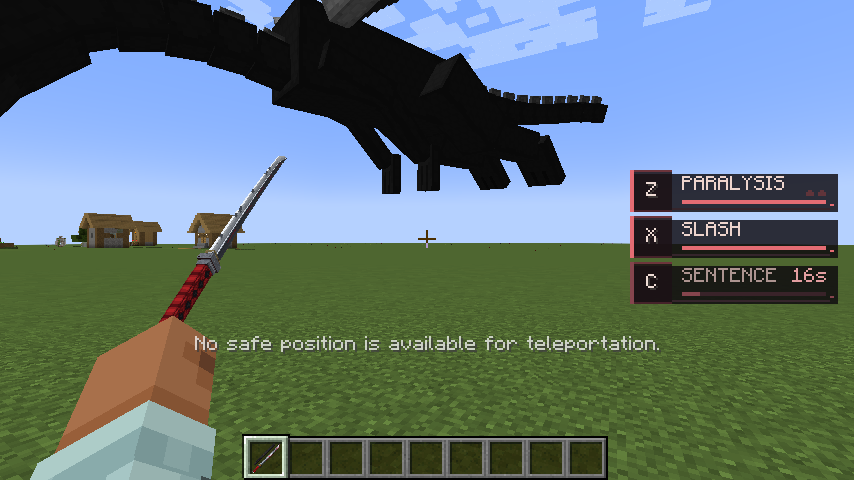 Z PARALYSIS
X SLASH
C SENTENCE 16s
No safe position is available for teleportation.